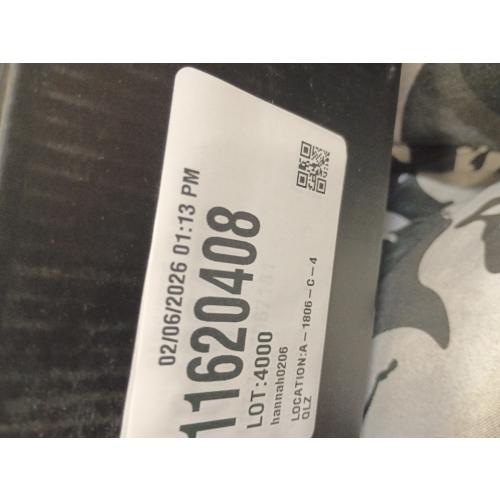 02/06/2026 01:13 PM
11620408
LOT:4000
hannah0206
LOCATION:A-1806-C-4
QLZ